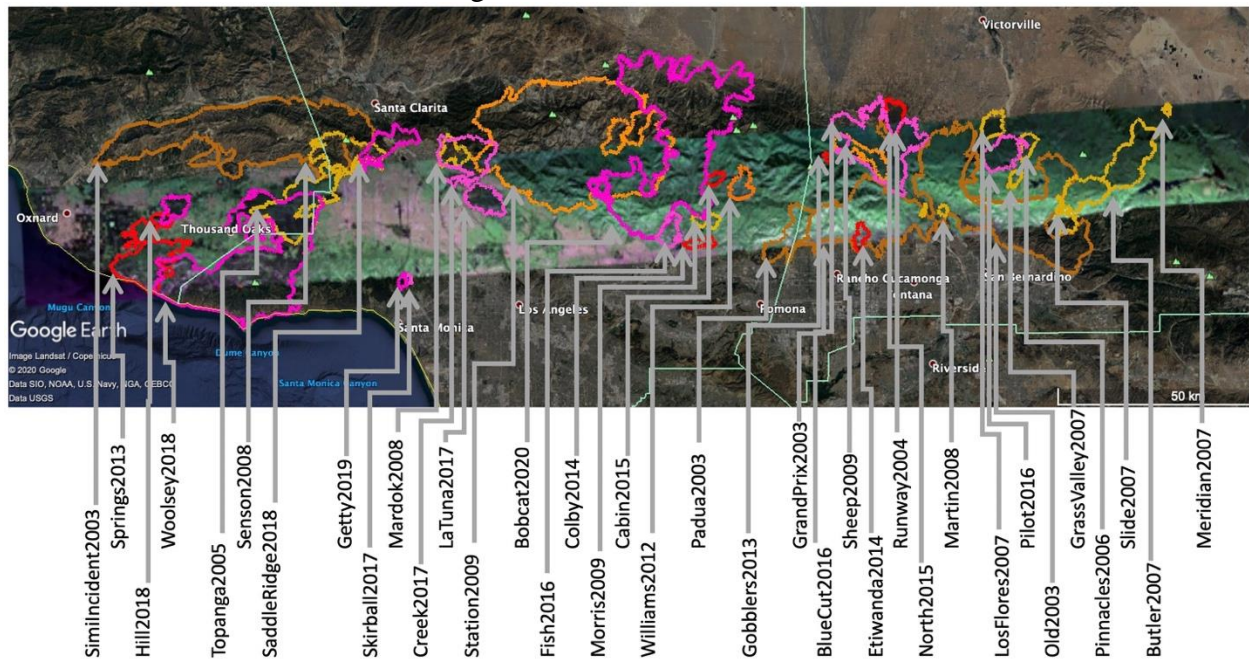 Victorville
Santa Clarita
Oxnard
Thousand Oaks
Rancho Cucamonga
San Bernardino
ontana
Los Angeles
Pomona
Mugu Canyon
Santa Monica
Google Earth
Dume Canyon
Riverside
Image Landsat / Copernicus
© 2020 Google
Santa Monica Canyon
Data SIO, NOAA, U.S. Navy, NGA, GEBCO
Data USGS
50 km
SimiIncident2003
Springs2013
Hill2018
Woolsey2018
Topanga2005
Senson2008
SaddleRidge2018
Getty2019
Skirball2017
Mardok2008
Creek2017
LaTuna2017
Station2009
Bobcat2020
Fish2016
Colby2014
Morris2009
Cabin2015
Williams2012
Padua2003
Gobblers2013
GrandPrix2003
BlueCut2016
Sheep2009
Etiwanda2014
Runway2004
North2015
Martin2008
LosFlores2007
Pilot2016
Old2003
GrassValley2007
Pinnacles2006
Slide2007
Butler2007
Meridian2007